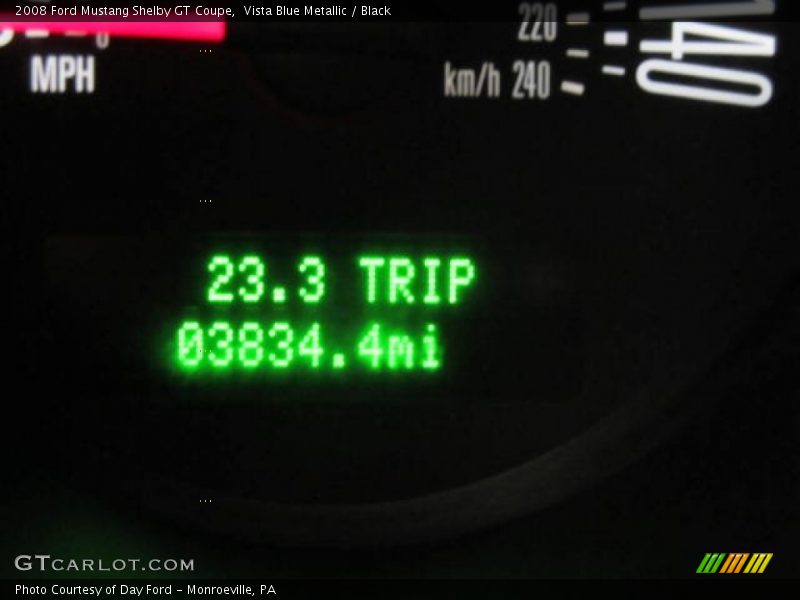 2008 Ford Mustang Shelby GT Coupe,  Vista Blue Metallic / Black
220
MPH
km/h 240
140
23.3 TRIP
03834.4mi
GTCARLOT.COM
Photo Courtesy of Day Ford – Monroeville, PA